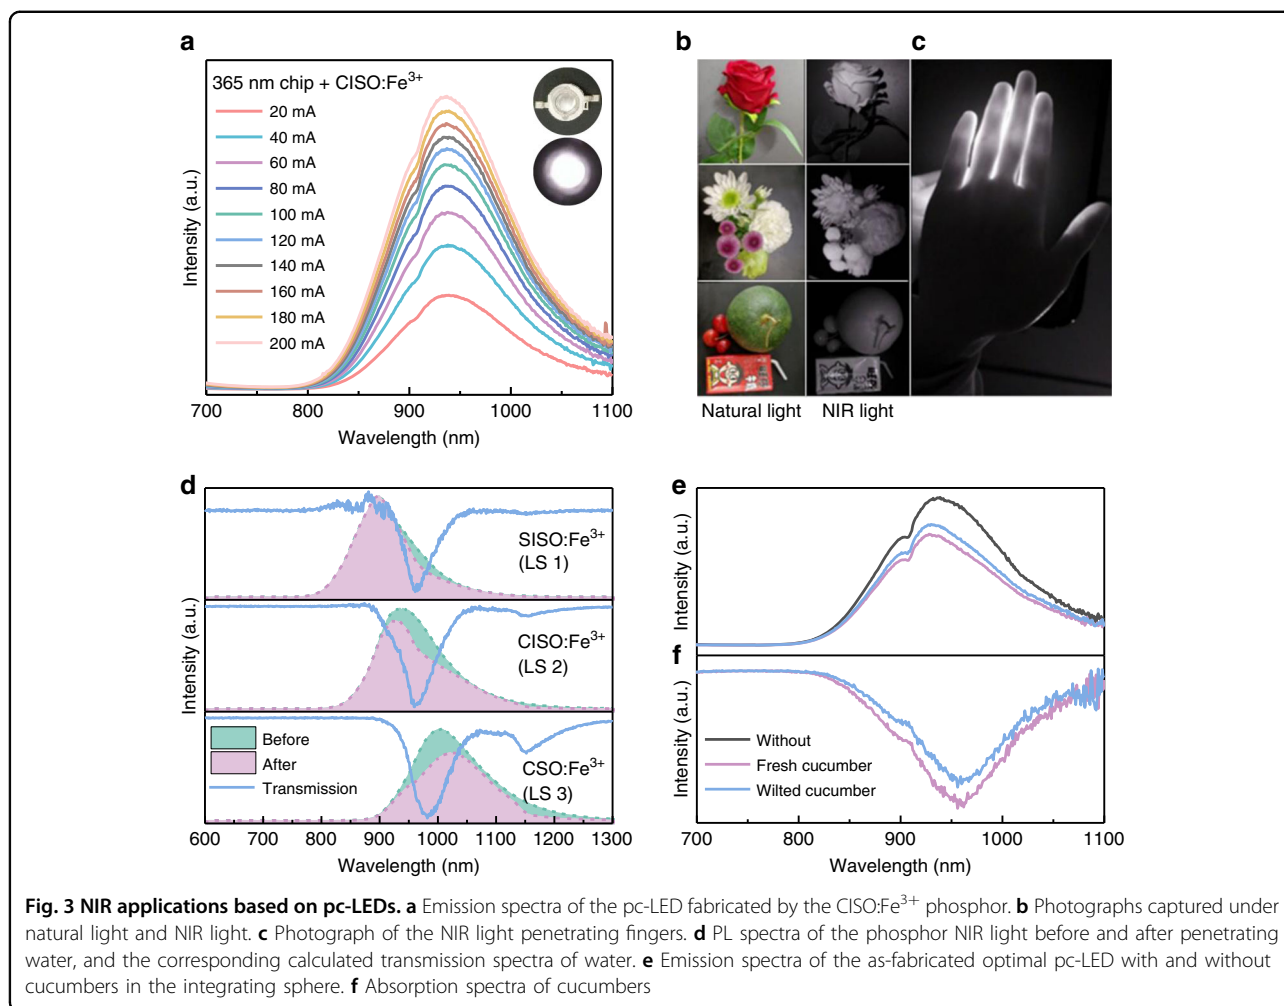 a
365 nm chip + CISO:Fe³⁺
20 mA
40 mA
60 mA
80 mA
100 mA
120 mA
140 mA
160 mA
180 mA
200 mA
Intensity (a.u.)
700 800 900 1000 1100
Wavelength (nm)
b
Natural light NIR light
c
d
SISO:Fe³⁺
(LS 1)
CISO:Fe³⁺
(LS 2)
Before
After
Transmission
CSO:Fe³⁺
(LS 3)
Intensity (a.u.)
600 700 800 900 1000 1100 1200 1300
Wavelength (nm)
e
Intensity (a.u.)
f
Intensity (a.u.)
Without
Fresh cucumber
Wilted cucumber
700 800 900 1000 1100
Wavelength (nm)
Fig. 3 NIR applications based on pc-LEDs. a Emission spectra of the pc-LED fabricated by the CISO:Fe³⁺ phosphor. b Photographs captured under
natural light and NIR light. c Photograph of the NIR light penetrating fingers. d PL spectra of the phosphor NIR light before and after penetrating
water, and the corresponding calculated transmission spectra of water. e Emission spectra of the as-fabricated optimal pc-LED with and without
cucumbers in the integrating sphere. f Absorption spectra of cucumbers